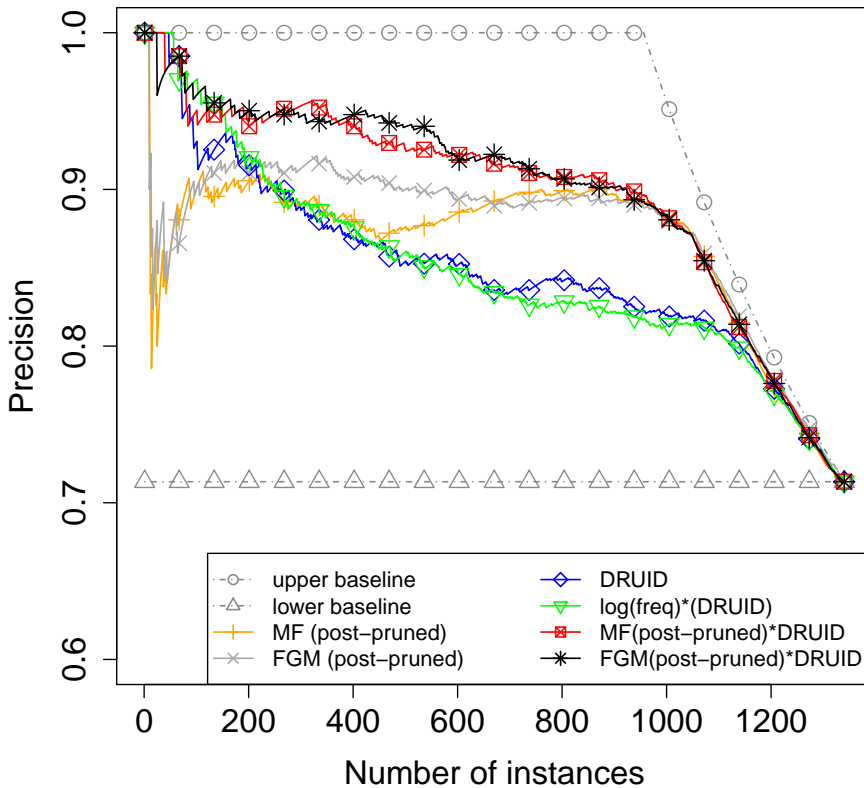 1.0
0.9
0.8
0.7
0.6
Precision
upper baseline
lower baseline
MF (post−pruned)
FGM (post−pruned)
DRUID
log(freq)*(DRUID)
MF(post−pruned)*DRUID
FGM(post−pruned)*DRUID
0 200 400 600 800 1000 1200
Number of instances